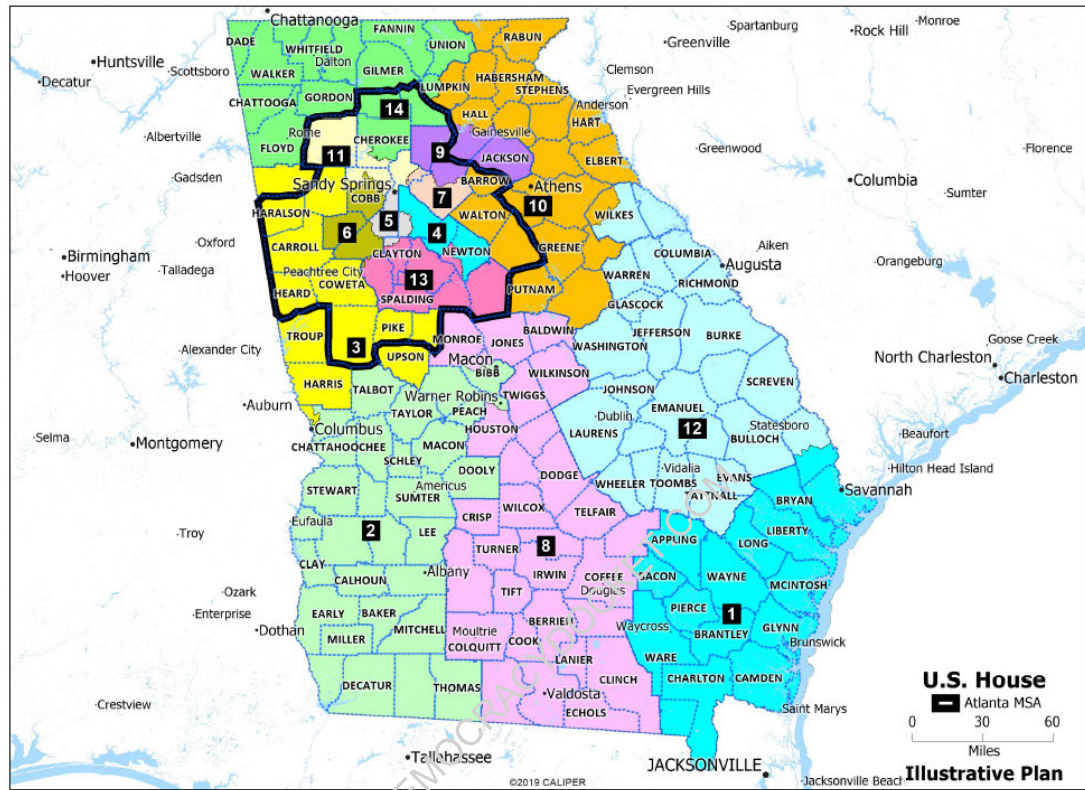 Chattanooga
Spartanburg
Monroe
Rock Hill
FANNIN
RABUN
DADE
WHITFIELD
UNION
Greenville
Huntsville
Dalton
Scottsboro
GILMER
HABERSHAM
Clemson
WALKER
STEPHENS
Decatur
LUMPKIN
Evergreen Hills
CHATTOOGA
GORDON
14
HALL
Anderson
HART
Albertville
Rome
CHEROKEE
Gainesville
FLOYD
11
9
JACKSON
Greenwood
Florence
ELBERT
Gadsden
Sandy Springs
BARROW
Athens
Columbia
COBB
7
10
Sumter
HARALSON
WALTON
WILKES
5
Oxford
6
4
GREENE
Birmingham
CARROLL
CLAYTON
NEWTON
COLUMBIA
Aiken
Hoover
Talladega
Augusta
Orangeburg
Peachtree City
13
WARREN
COWETA
RICHMOND
HEARD
SPALDING
PUTNAM
GLASCOCK
TROUP
PIKE
BALDWIN
JEFFERSON
BURKE
Goose Creek
3
MONROE
JONES
WASHINGTON
Alexander City
UPSON
Macon
North Charleston
BIBB
WILKINSON
Charleston
HARRIS
TALBOT
JOHNSON
SCREVEN
Auburn
Warner Robins
TWIGGS
TAYLOR
PEACH
EMANUEL
Dublin
Selma
Montgomery
Columbus
HOUSTON
Statesboro
LAURENS
12
BULLOCH
Beaufort
CHATTAHOOCHEE
MACON
SCHLEY
DOOLY
Vidalia
Hilton Head Island
DODGE
EVANS
Americus
WHEELER
TOOMBS
STEWART
SUMTER
TATTNALL
Savannah
WILCOX
BRYAN
CRISP
TELFAIR
Eufaula
2
LEE
LIBERTY
Troy
APPLING
LONG
TURNER
8
CLAY
Albany
BACON
WAYNE
CALHOUN
IRWIN
COFFEE
MCINTOSH
Ozark
TIFT
Douglas
Enterprise
EARLY
BAKER
PIERCE
1
BERRIEN
GLYNN
Dothan
MITCHELL
Moultrie
Waycross
BRANTLEY
Brunswick
MILLER
COLQUITT
COOK
WARE
LANIER
CHARLTON
CAMDEN
U.S. House
DECATUR
THOMAS
CLINCH
Atlanta MSA
Valdosta
Crestview
Saint Marys
0 30 60
ECHOLS
Miles
Tallahassee
JACKSONVILLE
Illustrative Plan
©2019 CALIPER
Jacksonville Beach
EMOCRACYDOCKET.COM